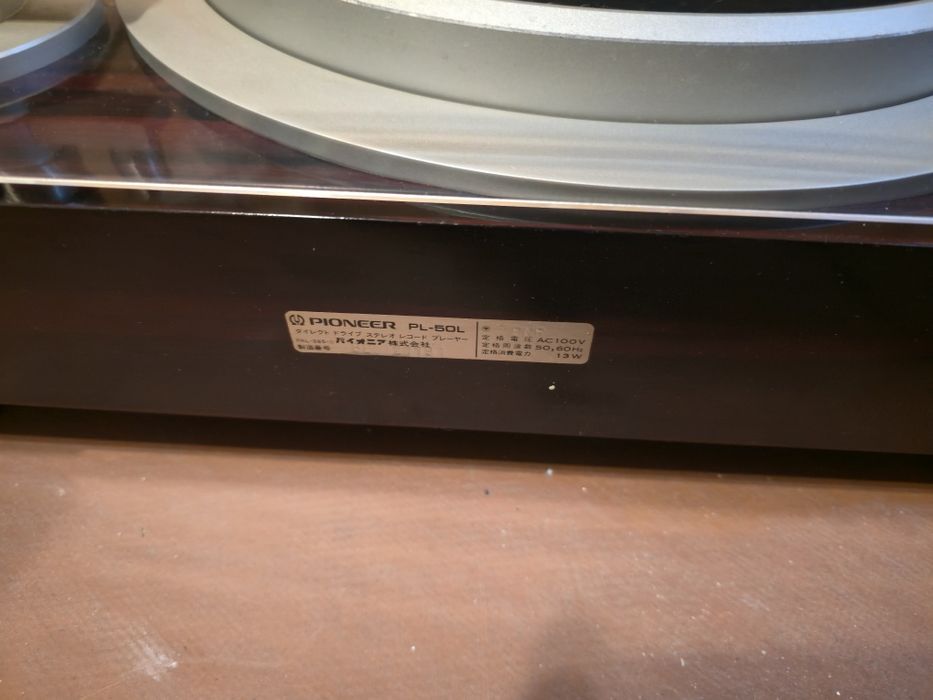 PIONEER PL-50L
ダイレクト ドライブ ステレオ レコード プレーヤー
パイオニア株式会社
製造番号
定格電圧 AC100V
定格周波数 50,60Hz
定格消費電力 13W